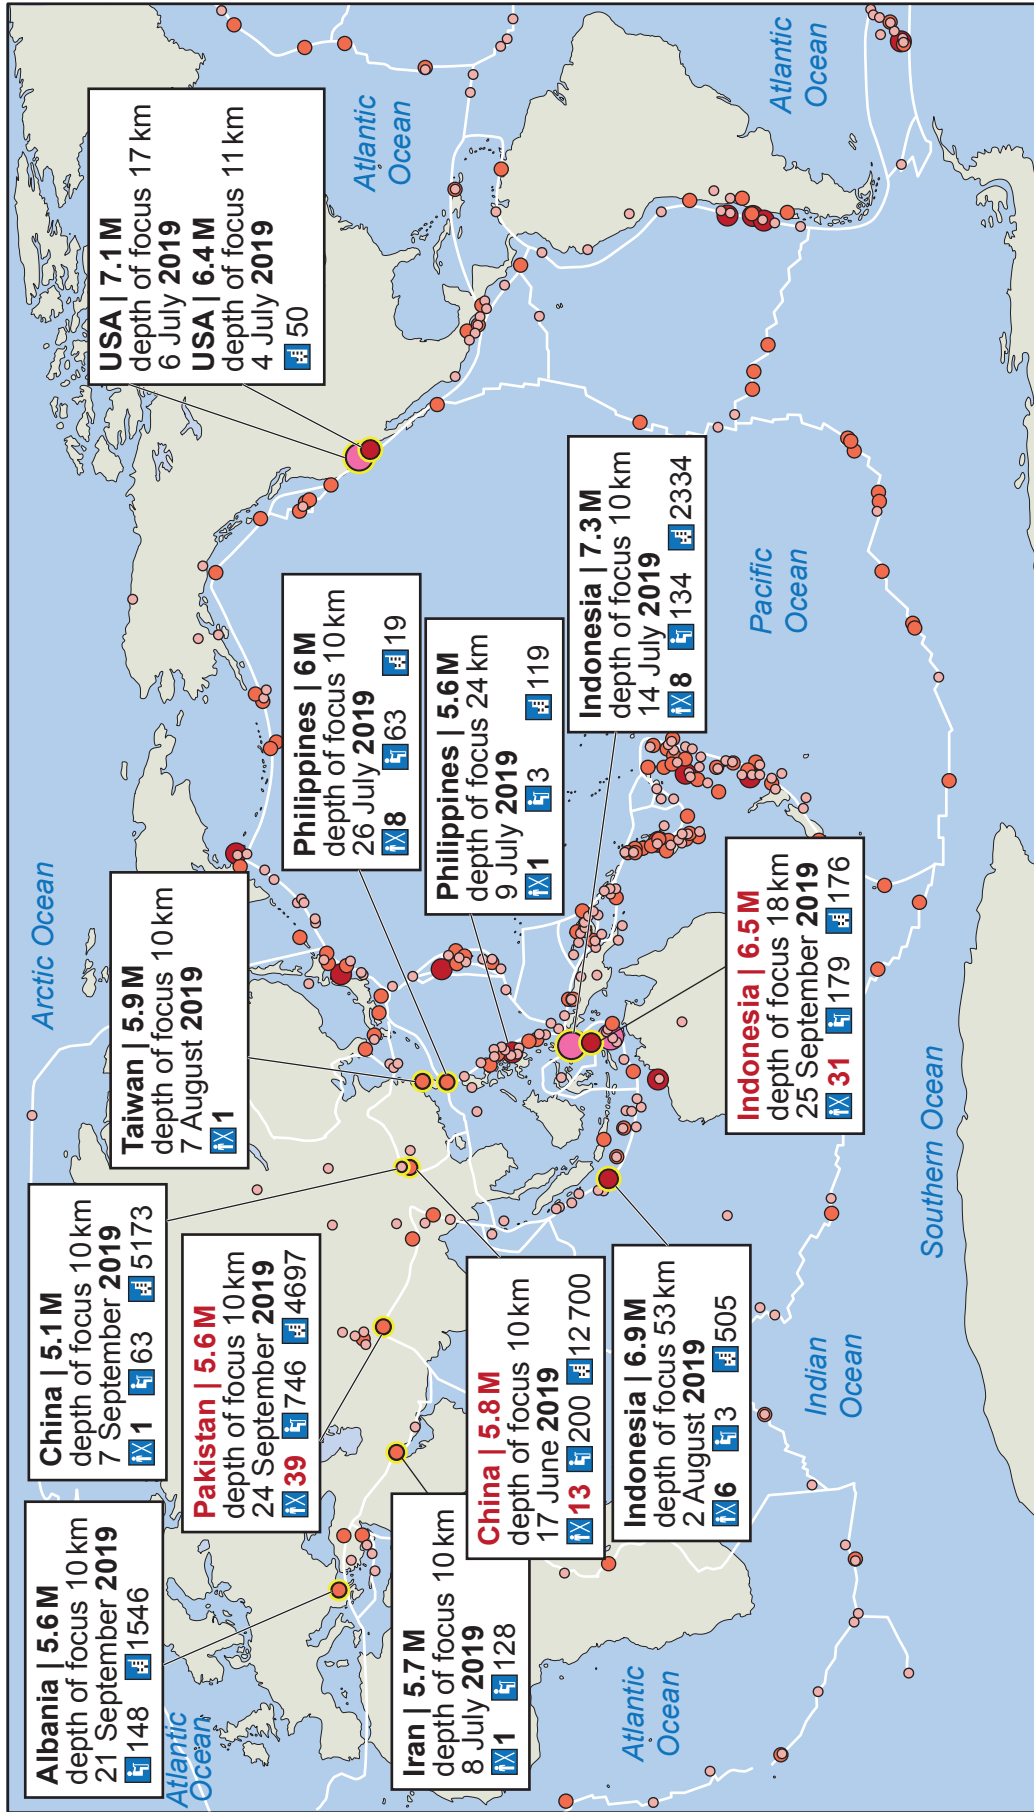 Arctic Ocean
Albania | 5.6 M
depth of focus 10 km
21 September 2019
148 1546
China | 5.1 M
depth of focus 10 km
7 September 2019
1 63 5173
Taiwan | 5.9 M
depth of focus 10 km
7 August 2019
1
USA | 7.1 M
depth of focus 17 km
6 July 2019
USA | 6.4 M
depth of focus 11 km
4 July 2019
50
Atlantic
Ocean
Pakistan | 5.6 M
depth of focus 10 km
24 September 2019
39 746 4697
Philippines | 6 M
depth of focus 10 km
26 July 2019
8 63 19
Atlantic
Ocean
Iran | 5.7 M
depth of focus 10 km
8 July 2019
1 128
China | 5.8 M
depth of focus 10 km
17 June 2019
13 200 12 700
Philippines | 5.6 M
depth of focus 24 km
9 July 2019
1 3 119
Indonesia | 7.3 M
depth of focus 10 km
14 July 2019
8 134 2334
Atlantic
Ocean
Indonesia | 6.9 M
depth of focus 53 km
2 August 2019
6 3 505
Indonesia | 6.5 M
depth of focus 18 km
25 September 2019
31 179 176
Pacific
Ocean
Atlantic
Ocean
Indian
Ocean
Southern Ocean